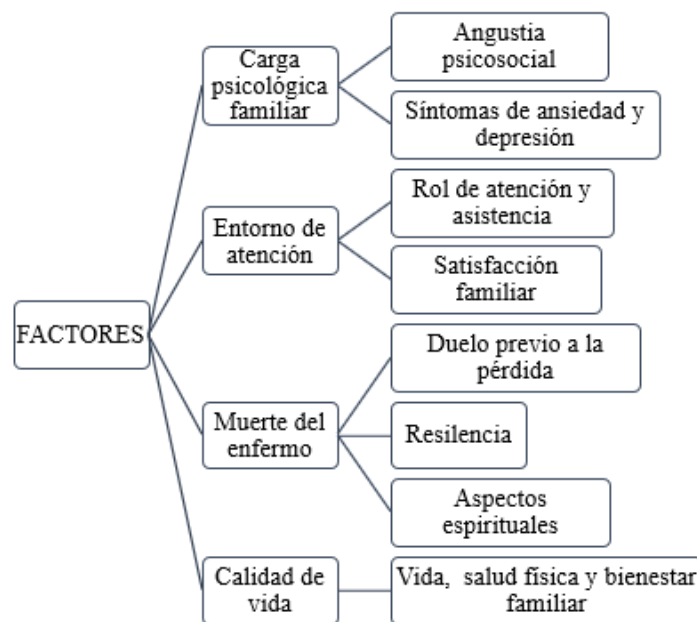 FACTORES
Carga
psicológica
familiar
Angustia
psicosocial
Síntomas de ansiedad y
depresión
Entorno de
atención
Rol de atención y
asistencia
Satisfacción
familiar
Muerte del
enfermo
Duelo previo a la
pérdida
Resilencia
Aspectos
espirituales
Calidad de
vida
Vida, salud física y bienestar
familiar